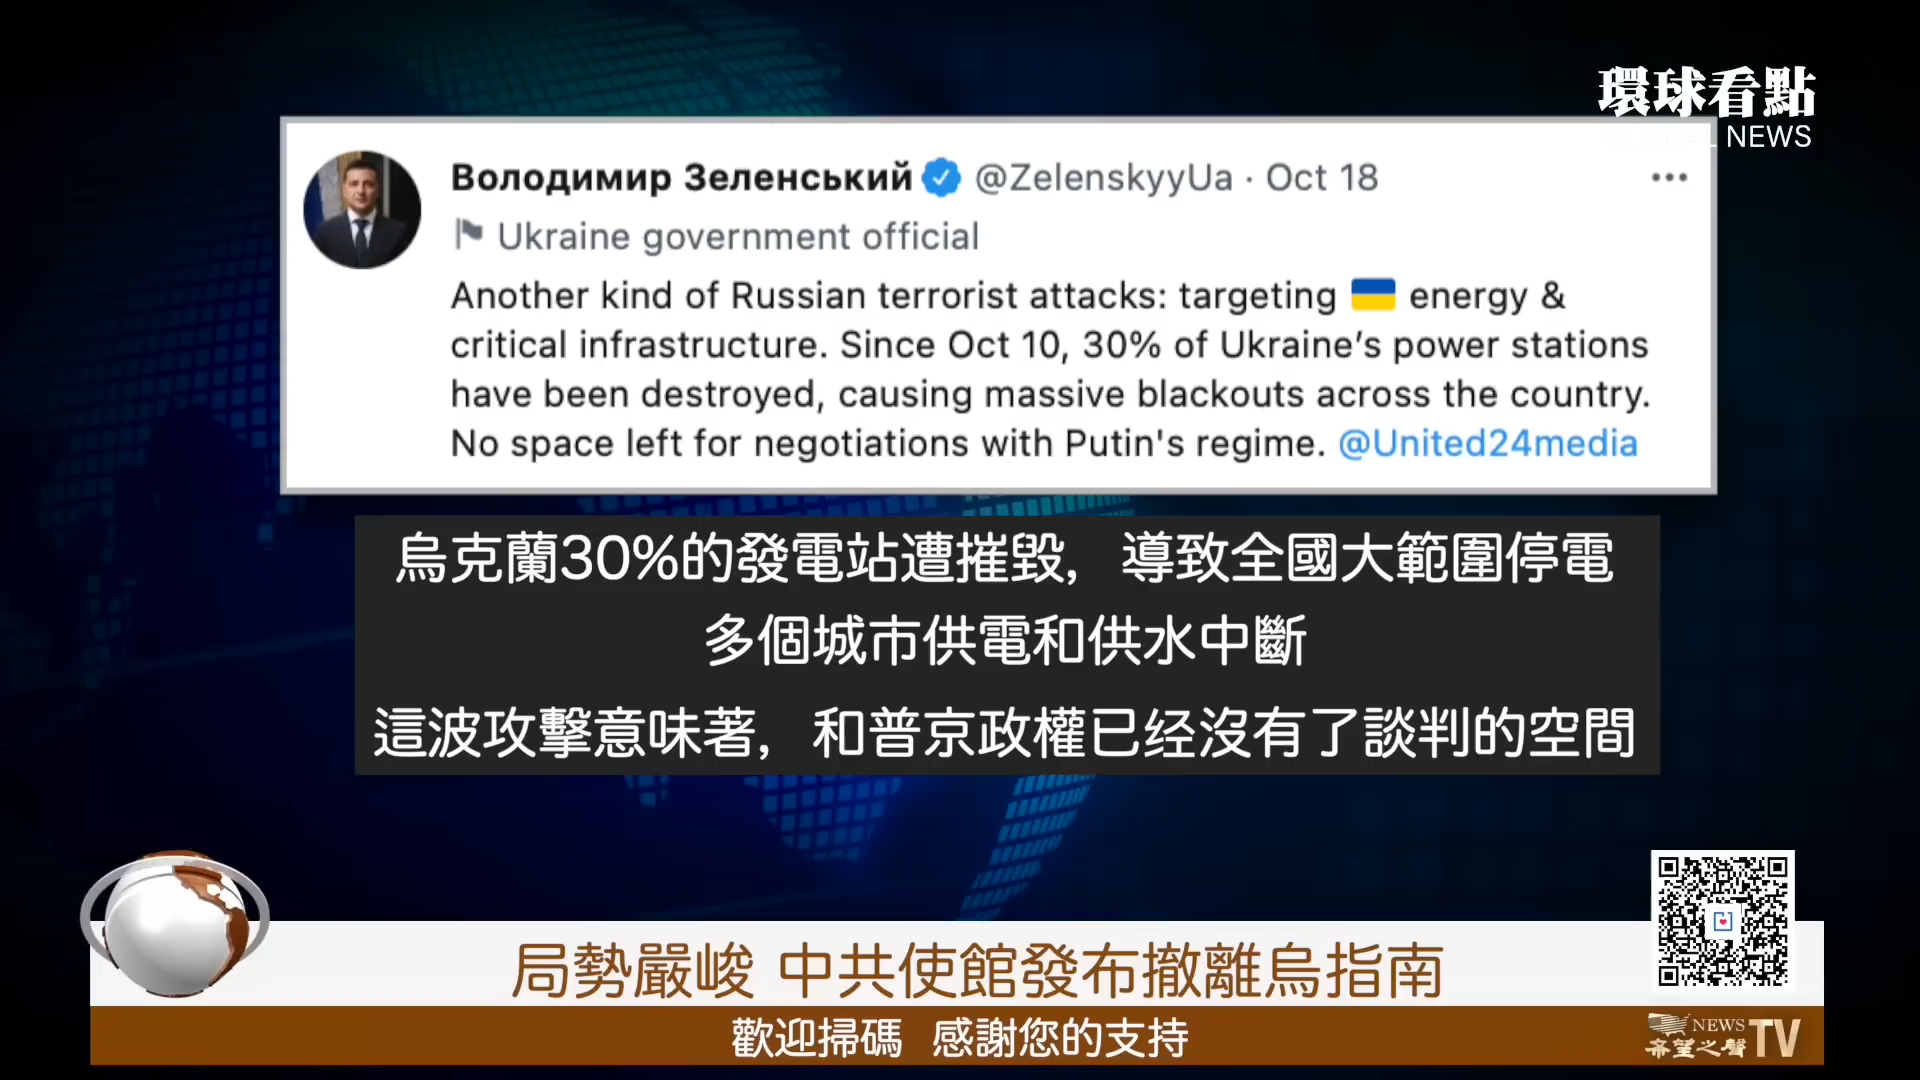 環球看點
GLOBAL NEWS
Володимир Зеленський @ZelenskyyUa · Oct 18
Ukraine government official
Another kind of Russian terrorist attacks: targeting 🇺🇦 energy &
critical infrastructure. Since Oct 10, 30% of Ukraine’s power stations
have been destroyed, causing massive blackouts across the country.
No space left for negotiations with Putin's regime. @United24media
烏克蘭30%的發電站遭摧毀，導致全國大範圍停電
多個城市供電和供水中斷
這波攻擊意味著，和普京政權已经沒有了談判的空間
局勢嚴峻 中共使館發布撤離烏指南
歡迎掃碼 感謝您的支持
NEWS
希望之聲 TV